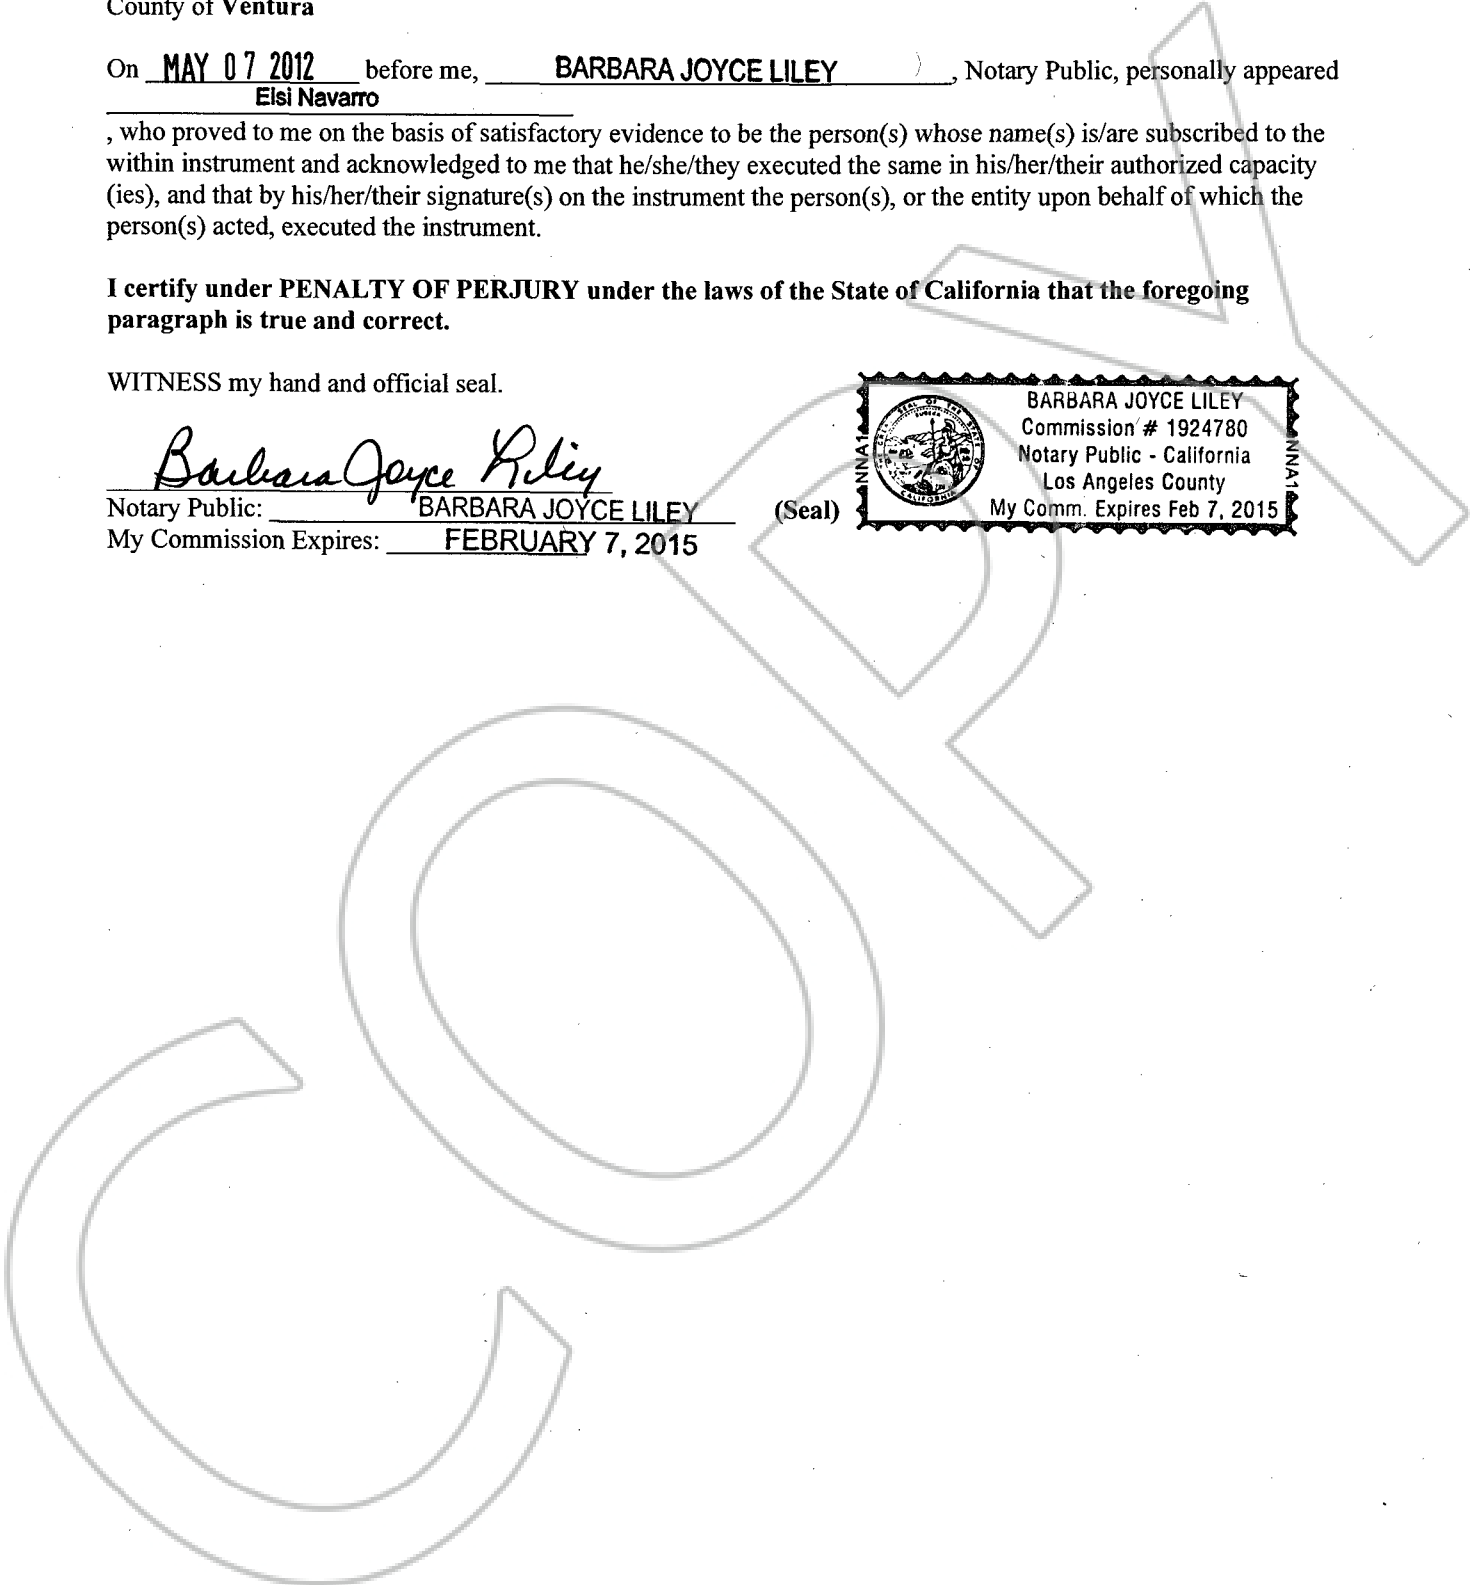 County of Ventura
On MAY 07 2012 before me, BARBARA JOYCE LILEY , Notary Public, personally appeared
Elsi Navarro
, who proved to me on the basis of satisfactory evidence to be the person(s) whose name(s) is/are subscribed to the
within instrument and acknowledged to me that he/she/they executed the same in his/her/their authorized capacity
(ies), and that by his/her/their signature(s) on the instrument the person(s), or the entity upon behalf of which the
person(s) acted, executed the instrument.
I certify under PENALTY OF PERJURY under the laws of the State of California that the foregoing
paragraph is true and correct.
WITNESS my hand and official seal.
Barbara Joyce Liley
Notary Public: BARBARA JOYCE LILEY (Seal)
My Commission Expires: FEBRUARY 7, 2015
BARBARA JOYCE LILEY
Commission # 1924780
Notary Public - California
Los Angeles County
My Comm. Expires Feb 7, 2015
NNA1
NNA1
COPY